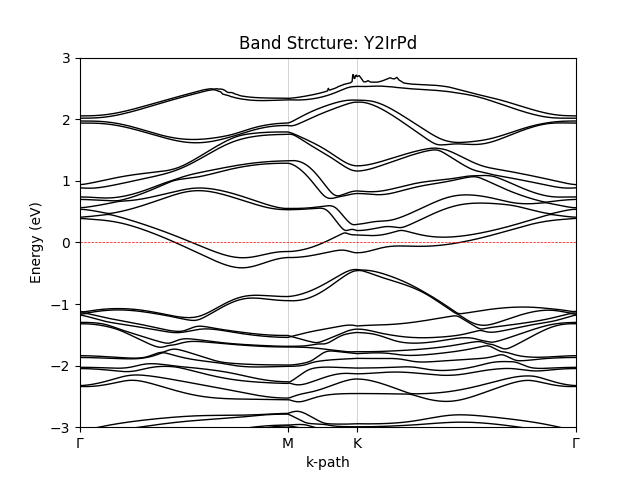 Band Strcture: Y2IrPd
3
2
1
0
−1
−2
−3
Energy (eV)
Γ M K Γ
k-path